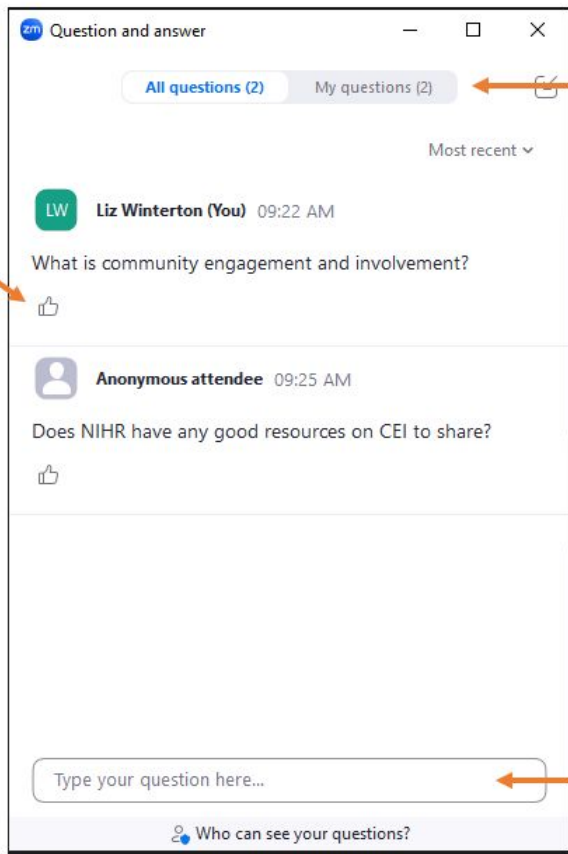 zm Question and answer
All questions (2) My questions (2)
Most recent
LW Liz Winterton (You) 09:22 AM
What is community engagement and involvement?
Anonymous attendee 09:25 AM
Does NIHR have any good resources on CEI to share?
Type your question here...
Who can see your questions?